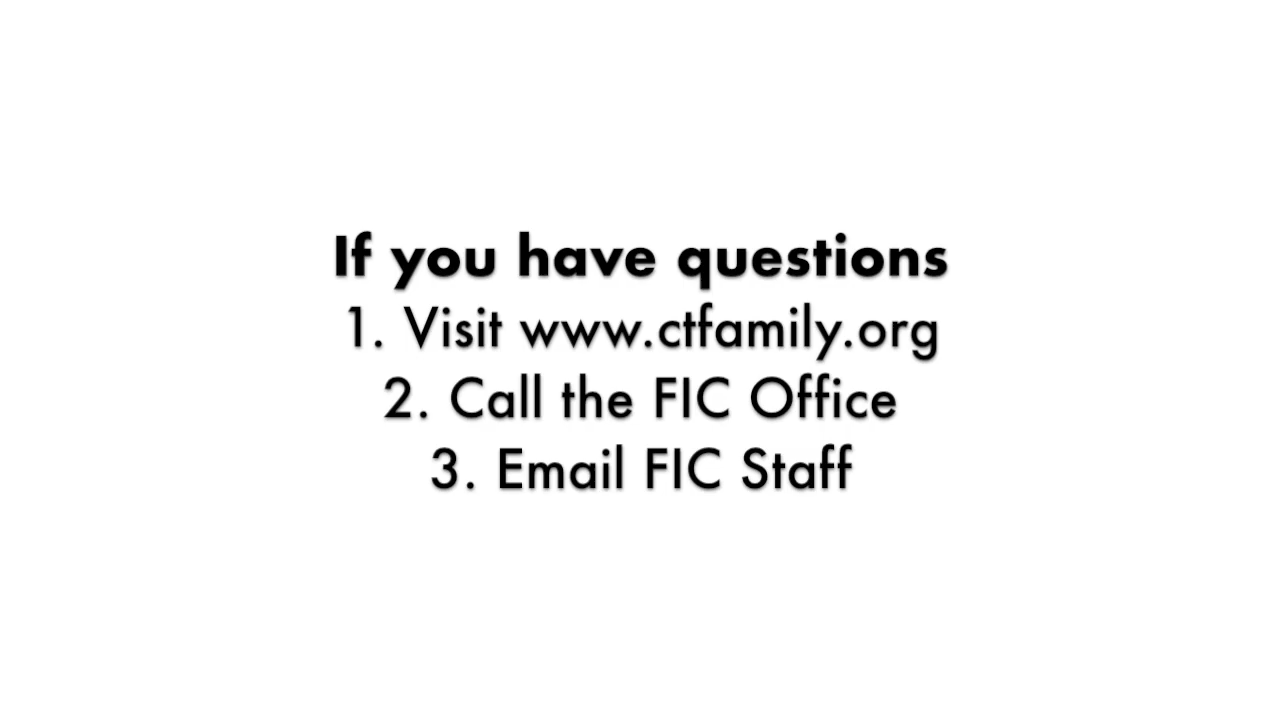 If you have questions
1. Visit www.ctfamily.org
2. Call the FIC Office
3. Email FIC Staff